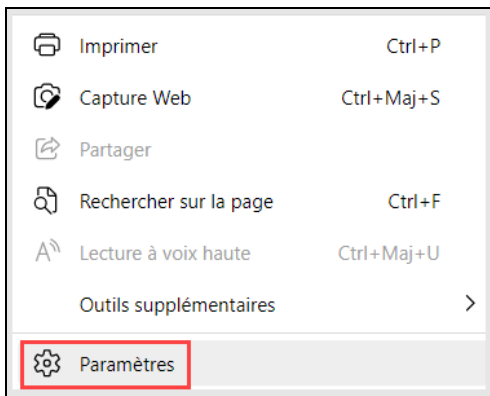 Imprimer Ctrl+P
Capture Web Ctrl+Maj+S
Partager
Rechercher sur la page Ctrl+F
Lecture à voix haute Ctrl+Maj+U
Outils supplémentaires
Paramètres